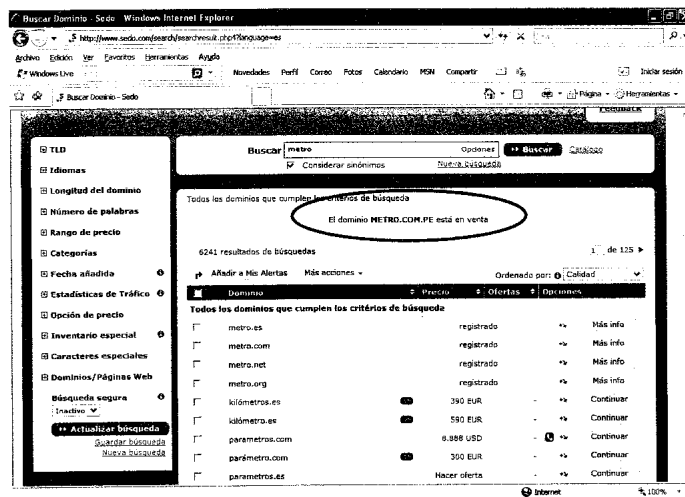 Buscar Dominio - Sedo - Windows Internet Explorer
http://www.sedo.com/search/searchresult.php4?language=es
Archivo Edición Ver Favoritos Herramientas Ayuda
Windows Live Novedades Perfil Correo Fotos Calendario MSN Compartir Iniciar sesión
Buscar Dominio - Sedo Página Herramientas
Feedback
TLD
Idiomas
Longitud del dominio
Número de palabras
Rango de precio
Categorías
Fecha añadida
Estadísticas de Tráfico
Opción de precio
Inventario especial
Caracteres especiales
Dominios/Páginas Web
Búsqueda segura
Inactivo
Actualizar búsqueda
Guardar búsqueda
Nueva búsqueda
Buscar metro Opciones Buscar Catálogo
Considerar sinónimos Nueva búsqueda
Todos los dominios que cumplen los criterios de búsqueda
El dominio METRO.COM.PE está en venta
6241 resultados de búsquedas 1 de 125
Añadir a Mis Alertas Más acciones Ordenado por: Calidad
Dominio Precio Ofertas Opciones
Todos los dominios que cumplen los critérios de búsqueda
metro.es registrado Más info
metro.com registrado Más info
metro.net registrado Más info
metro.org registrado Más info
kilómetros.es 390 EUR - Continuar
kilómetro.es 590 EUR - Continuar
parametros.com 6.888 USD - Continuar
parámetro.com 300 EUR - Continuar
parametros.es Hacer oferta - Continuar
Internet 100%